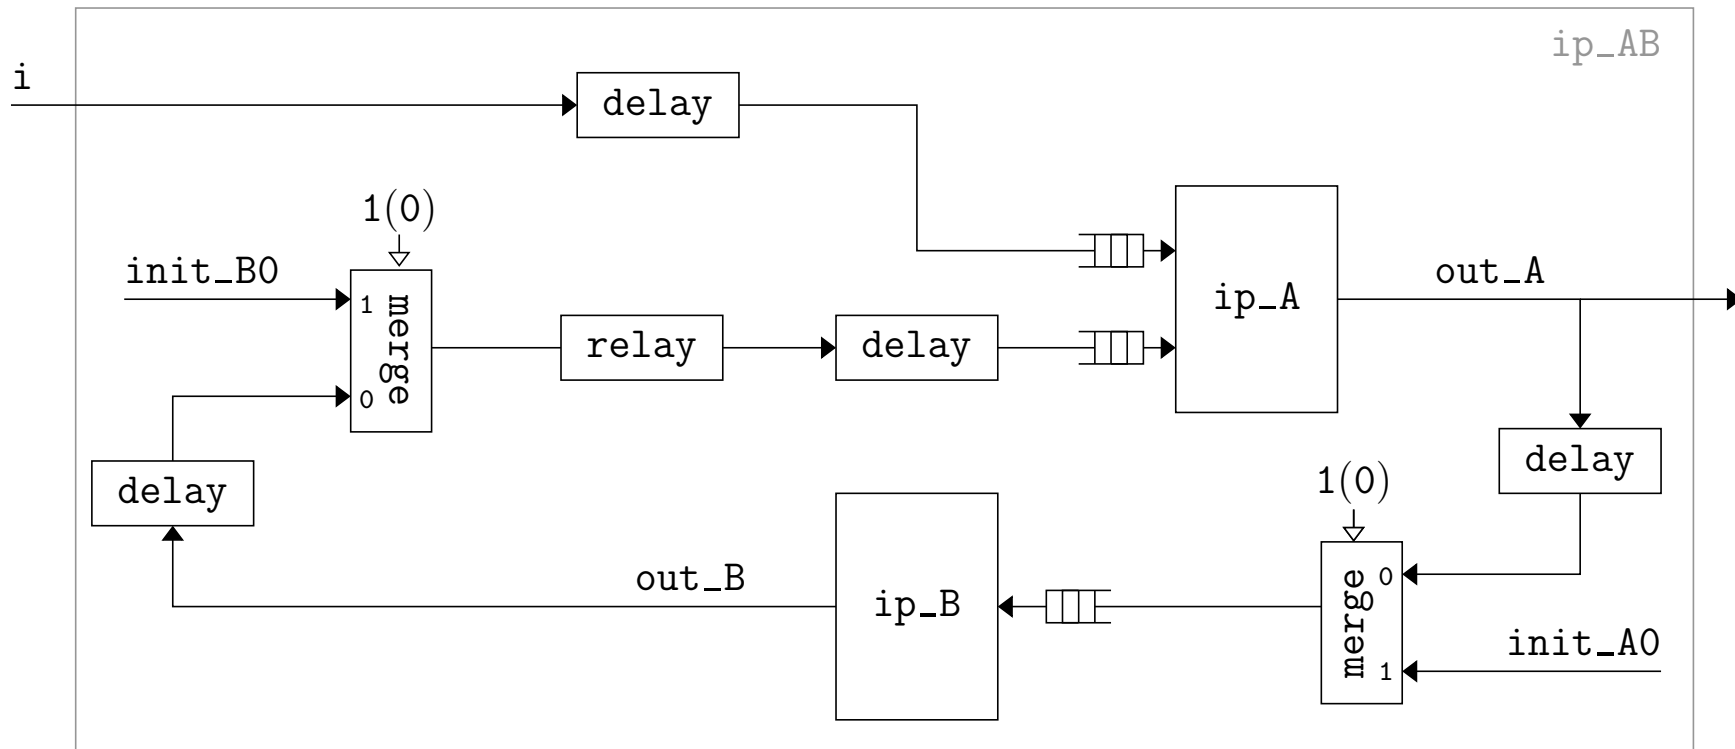 ip_AB
i
delay
1(0)
init_B0
1
merge
0
relay
delay
ip_A
out_A
delay
delay
1(0)
out_B
ip_B
merge
0
1
init_A0